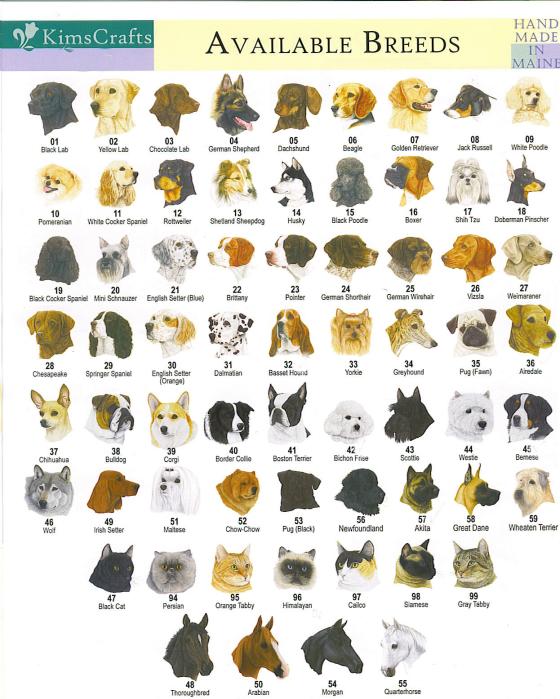 KimsCrafts
AVAILABLE BREEDS
HAND
MADE
IN
MAINE
01 02 03 04 05 06 07 08 09
Black Lab Yellow Lab Chocolate Lab German Shepherd Dachshund Beagle Golden Retriever Jack Russell White Poodle
10 11 12 13 14 15 16 17 18
Pomeranian White Cocker Spaniel Rottweiler Shetland Sheepdog Husky Black Poodle Boxer Shih Tzu Doberman Pinscher
19 20 21 22 23 24 25 26 27
Black Cocker Spaniel Mini Schnauzer English Setter (Blue) Brittany Pointer German Shorthair German Wirehair Vizsla Weimaraner
28 29 30 31 32 33 34 35 36
Chesapeake Springer Spaniel English Setter Dalmatian Basset Hound Yorkie Greyhound Pug (Fawn) Airedale
(Orange)
37 38 39 40 41 42 43 44 45
Chihuahua Bulldog Corgi Border Collie Boston Terrier Bichon Frise Scottie Westie Bernese
46 49 51 52 53 56 57 58 59
Wolf Irish Setter Maltese Chow-Chow Pug (Black) Newfoundland Akita Great Dane Wheaten Terrier
47 94 95 96 97 98 99
Black Cat Persian Orange Tabby Himalayan Calico Siamese Gray Tabby
48 50 54 55
Thoroughbred Arabian Morgan Quarterhorse